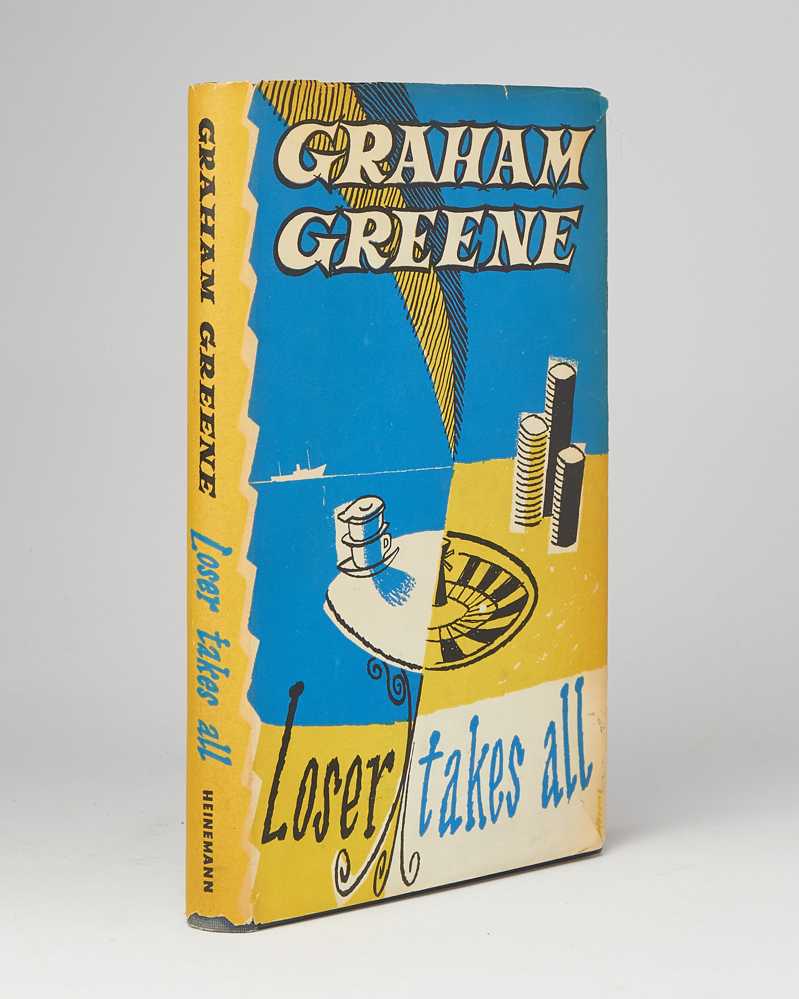 GRAHAM GREENE
Loser takes all
HEINEMANN
GRAHAM
GREENE
Loser takes all